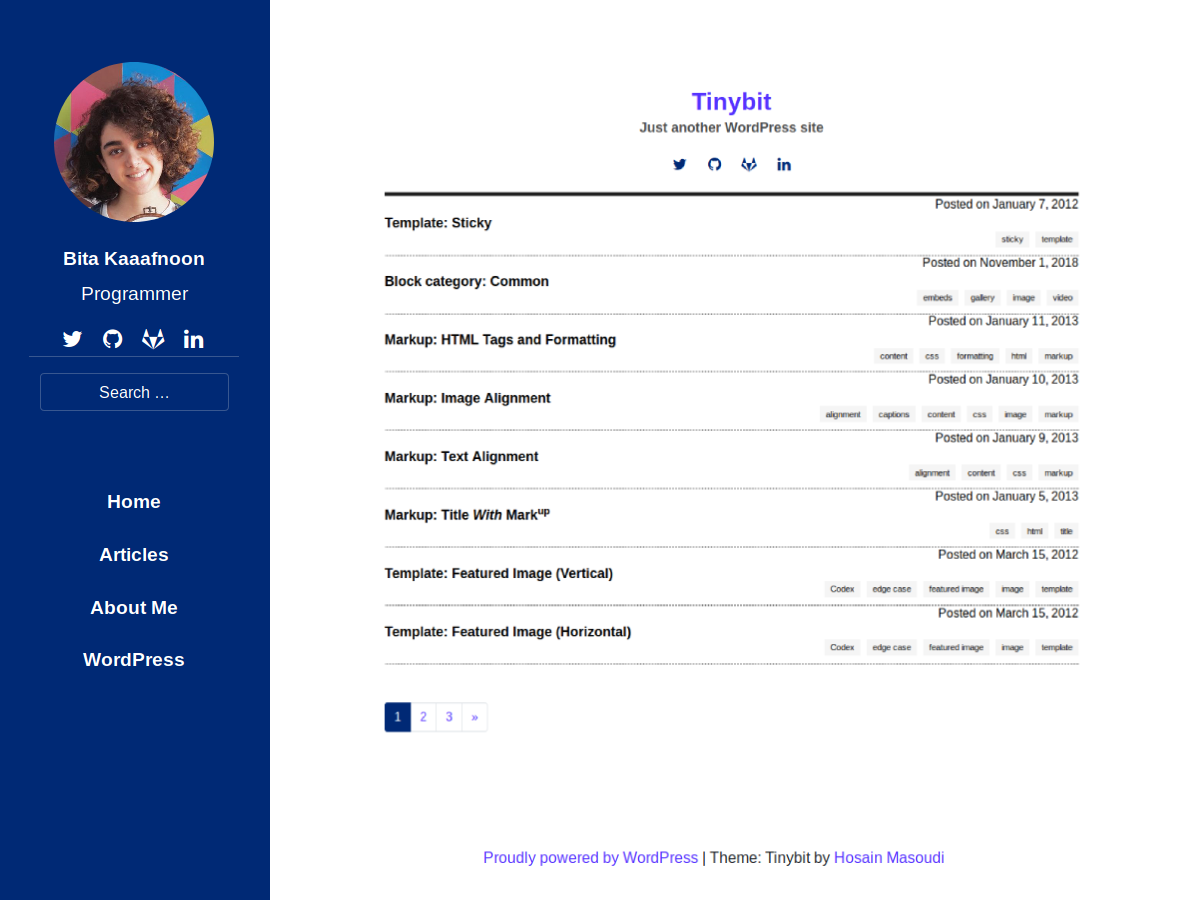 Bita Kaaafnoon
Programmer
Search …
Home
Articles
About Me
WordPress
Tinybit
Just another WordPress site
Posted on January 7, 2012
Template: Sticky
sticky template
Posted on November 1, 2018
Block category: Common
embeds gallery image video
Posted on January 11, 2013
Markup: HTML Tags and Formatting
content css formatting html markup
Posted on January 10, 2013
Markup: Image Alignment
alignment captions content css image markup
Posted on January 9, 2013
Markup: Text Alignment
alignment content css markup
Posted on January 5, 2013
Markup: Title With Markup
css html title
Posted on March 15, 2012
Template: Featured Image (Vertical)
Codex edge case featured image image template
Posted on March 15, 2012
Template: Featured Image (Horizontal)
Codex edge case featured image image template
1 2 3 »
Proudly powered by WordPress | Theme: Tinybit by Hosain Masoudi